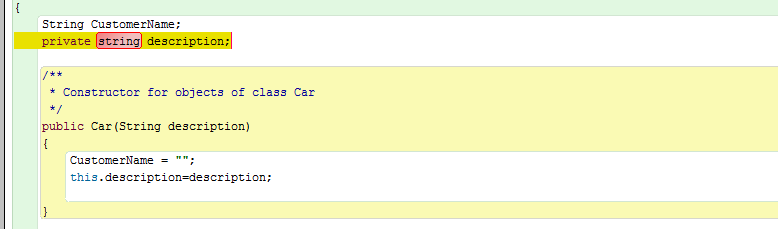 {
String CustomerName;
private string description;
/**
* Constructor for objects of class Car
*/
public Car(String description)
{
CustomerName = "";
this.description=description;
}